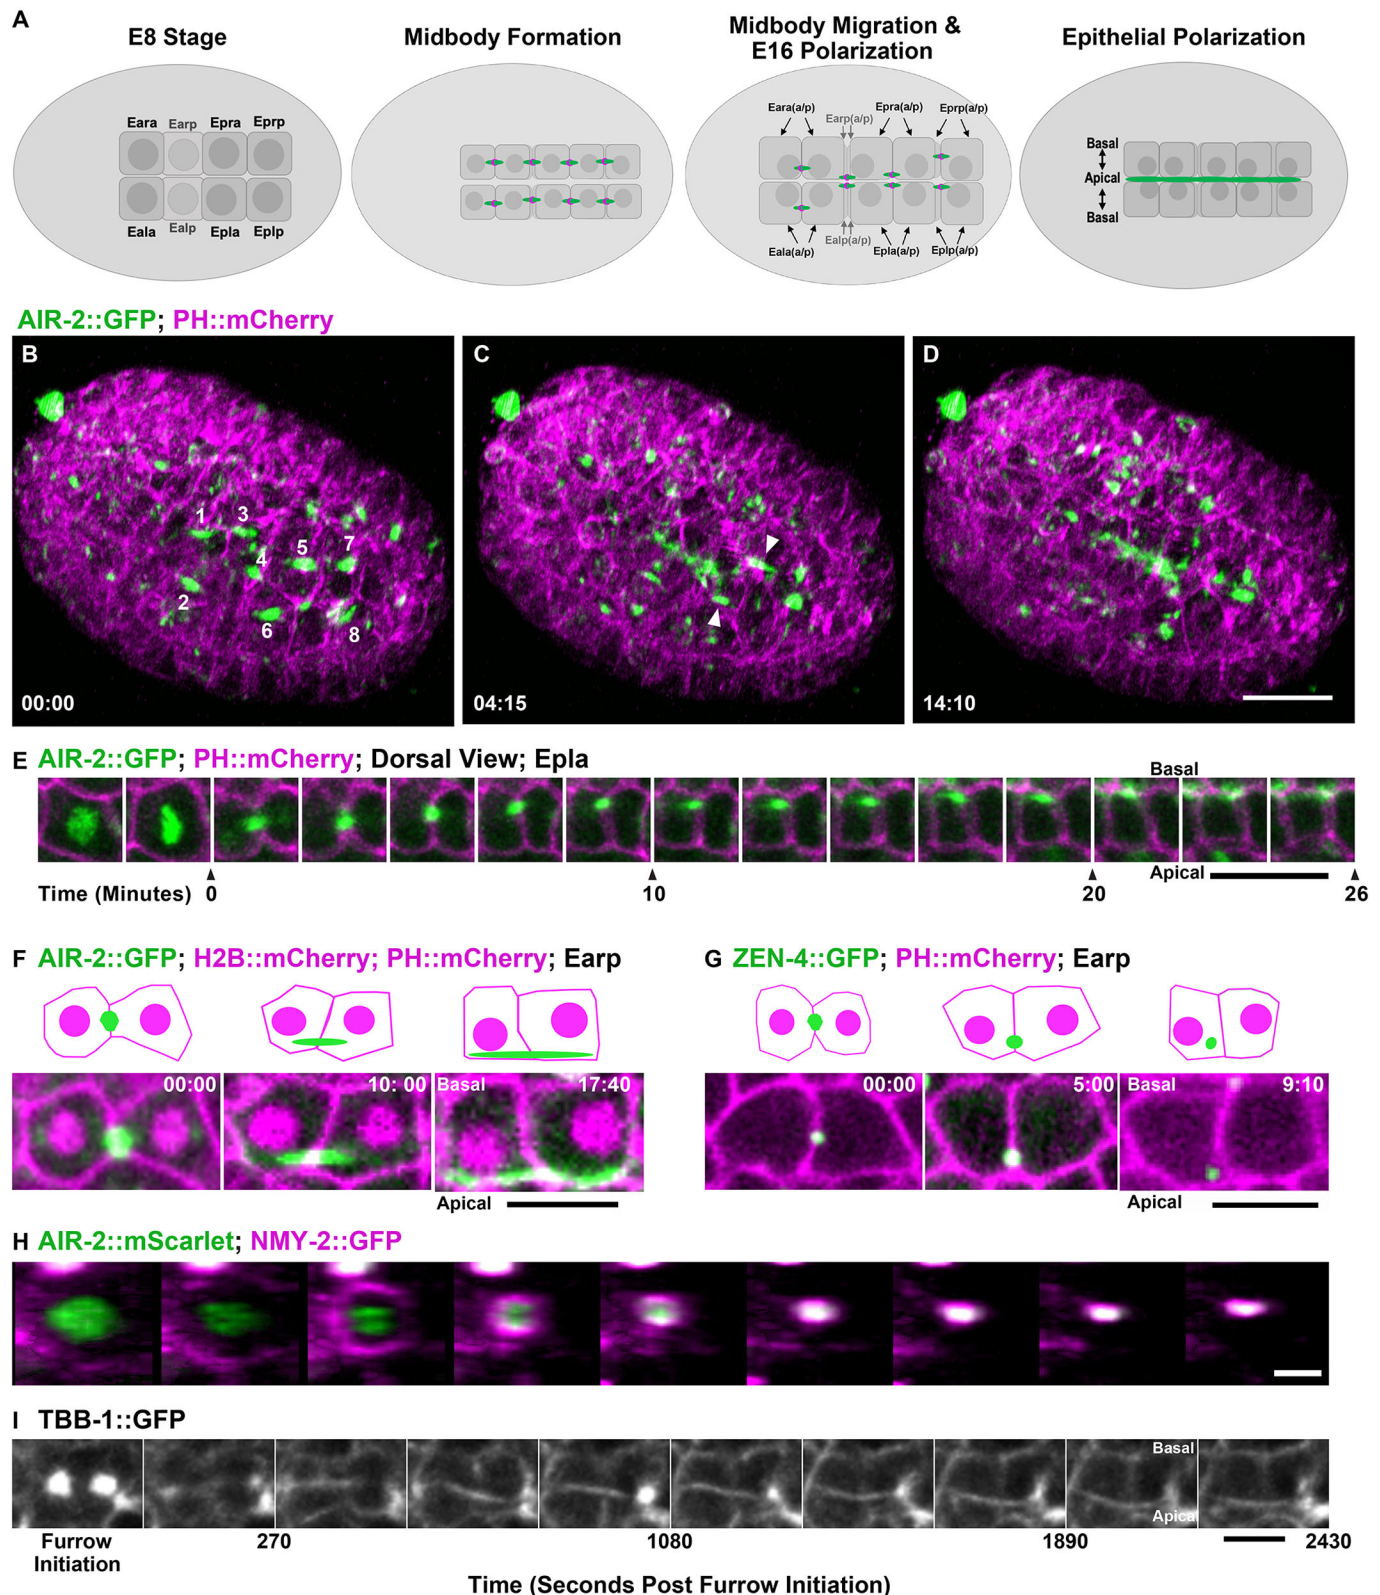 A
E8 Stage
Midbody Formation
Midbody Migration &
E16 Polarization
Epithelial Polarization
Eara Earp Epra Eprp
Eala Ealp Epla Eplp
Eara(a/p) Earp(a/p) Epra(a/p) Eprp(a/p)
Eala(a/p) Ealp(a/p) Epla(a/p) Eplp(a/p)
Basal
Apical
Basal
AIR-2::GFP; PH::mCherry
B
1 3
4 5 7
2
6 8
00:00
C
04:15
D
14:10
E AIR-2::GFP; PH::mCherry; Dorsal View; Epla
Basal
Apical
Time (Minutes) 0 10 20 26
F AIR-2::GFP; H2B::mCherry; PH::mCherry; Earp
00:00 10: 00 Basal 17:40
Apical
G ZEN-4::GFP; PH::mCherry; Earp
00:00 5:00 Basal 9:10
Apical
H AIR-2::mScarlet; NMY-2::GFP
I TBB-1::GFP
Basal
Apical
Furrow
Initiation
270 1080 1890 2430
Time (Seconds Post Furrow Initiation)